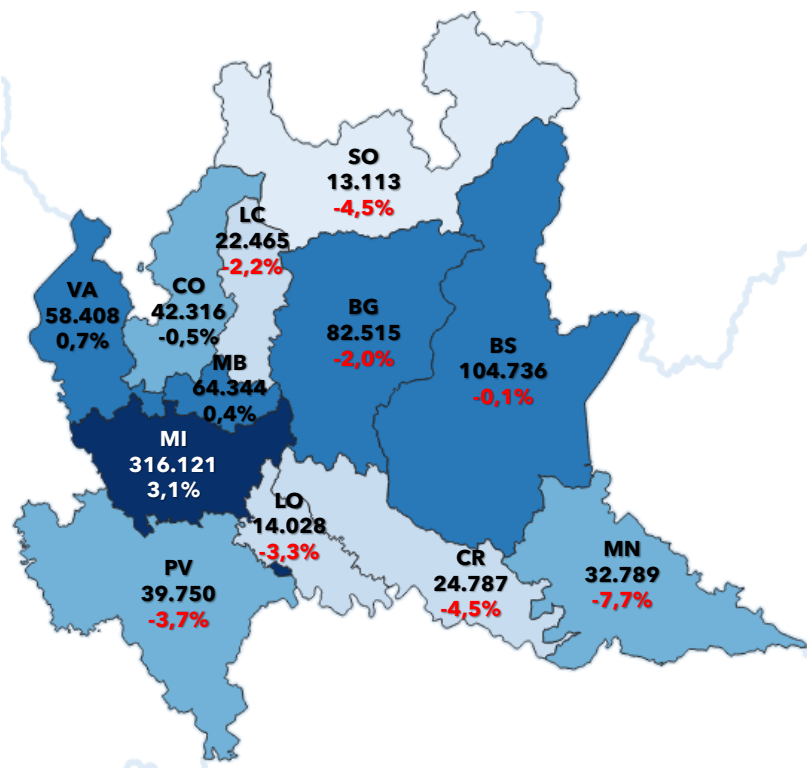 SO
13.113
-4,5%
LC
22.465
-2,2%
CO
42.316
-0,5%
VA
58.408
0,7%
BG
82.515
-2,0%
BS
104.736
-0,1%
MB
64.344
0,4%
MI
316.121
3,1%
LO
14.028
-3,3%
CR
24.787
-4,5%
MN
32.789
-7,7%
PV
39.750
-3,7%